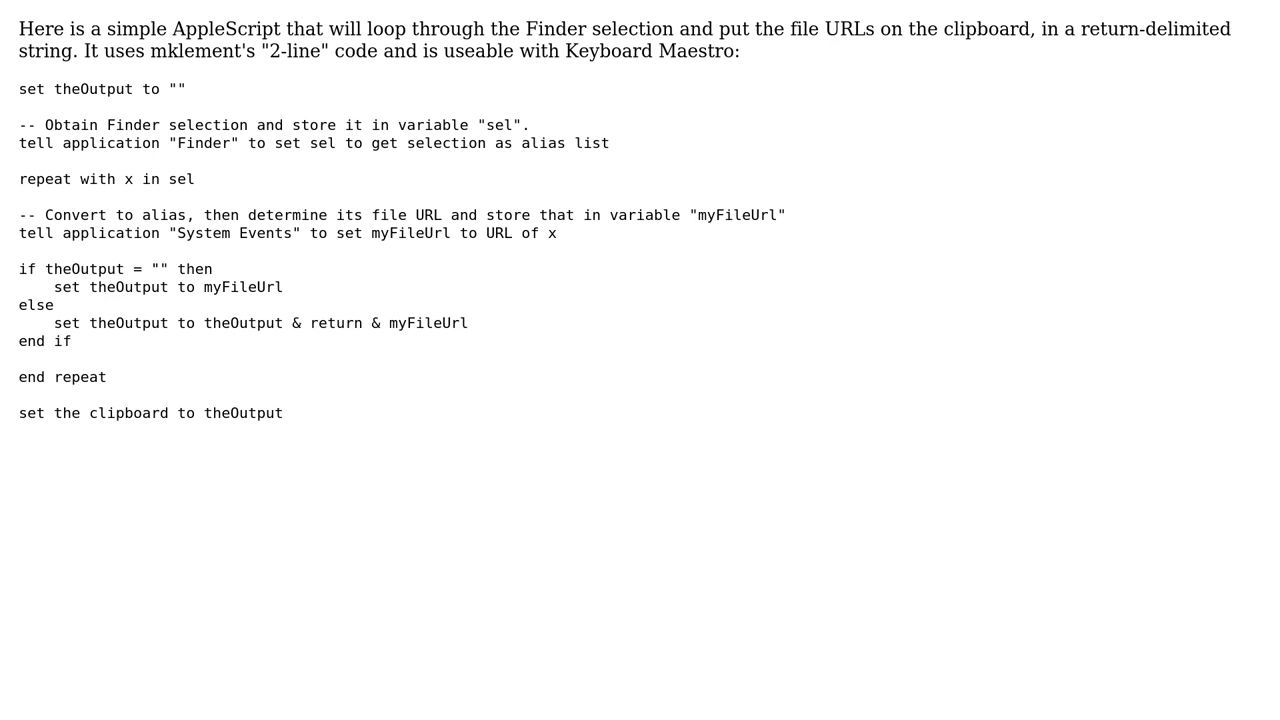 Here is a simple AppleScript that will loop through the Finder selection and put the file URLs on the clipboard, in a return-delimited
string. It uses mklement's "2-line" code and is useable with Keyboard Maestro:
set theOutput to ""
-- Obtain Finder selection and store it in variable "sel".
tell application "Finder" to set sel to get selection as alias list
repeat with x in sel
-- Convert to alias, then determine its file URL and store that in variable "myFileUrl"
tell application "System Events" to set myFileUrl to URL of x
if theOutput = "" then
    set theOutput to myFileUrl
else
    set theOutput to theOutput & return & myFileUrl
end if
end repeat
set the clipboard to theOutput